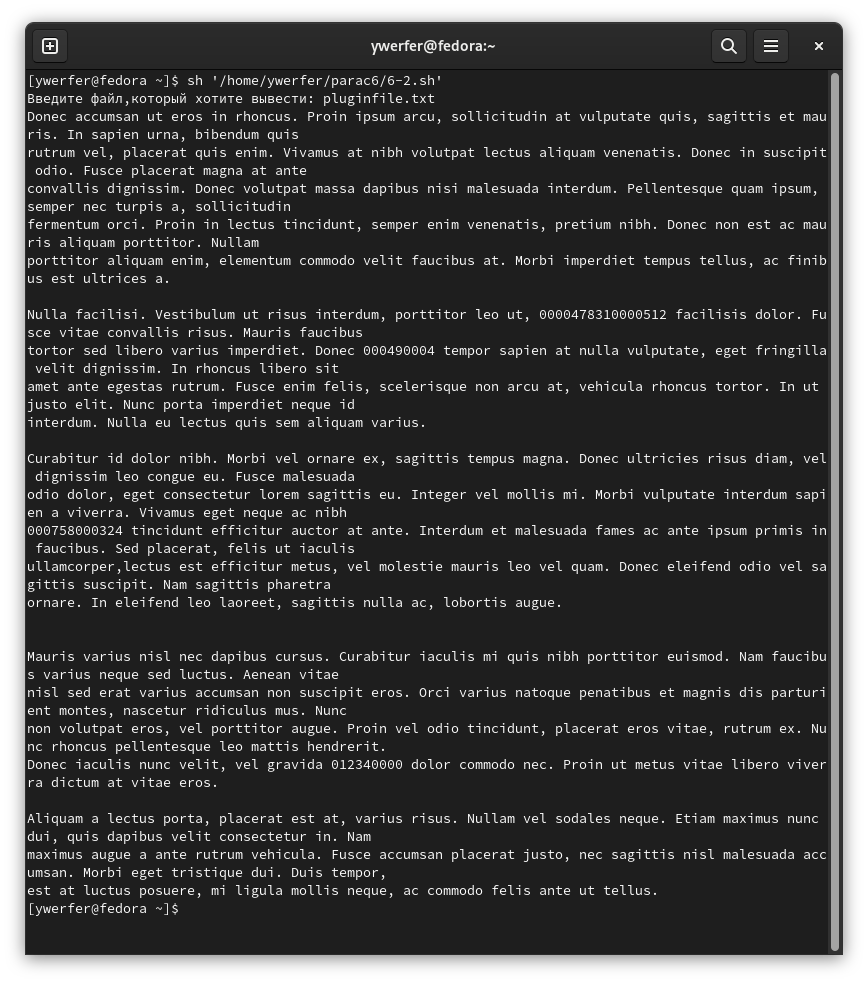 ywerfer@fedora:~
[ywerfer@fedora ~]$ sh '/home/ywerfer/parac6/6-2.sh'
Введите файл,который хотите вывести: pluginfile.txt
Donec accumsan ut eros in rhoncus. Proin ipsum arcu, sollicitudin at vulputate quis, sagittis et mau
ris. In sapien urna, bibendum quis
rutrum vel, placerat quis enim. Vivamus at nibh volutpat lectus aliquam venenatis. Donec in suscipit
 odio. Fusce placerat magna at ante
convallis dignissim. Donec volutpat massa dapibus nisi malesuada interdum. Pellentesque quam ipsum,
semper nec turpis a, sollicitudin
fermentum orci. Proin in lectus tincidunt, semper enim venenatis, pretium nibh. Donec non est ac mau
ris aliquam porttitor. Nullam
porttitor aliquam enim, elementum commodo velit faucibus at. Morbi imperdiet tempus tellus, ac finib
us est ultrices a.

Nulla facilisi. Vestibulum ut risus interdum, porttitor leo ut, 0000478310000512 facilisis dolor. Fu
sce vitae convallis risus. Mauris faucibus
tortor sed libero varius imperdiet. Donec 000490004 tempor sapien at nulla vulputate, eget fringilla
 velit dignissim. In rhoncus libero sit
amet ante egestas rutrum. Fusce enim felis, scelerisque non arcu at, vehicula rhoncus tortor. In ut
justo elit. Nunc porta imperdiet neque id
interdum. Nulla eu lectus quis sem aliquam varius.

Curabitur id dolor nibh. Morbi vel ornare ex, sagittis tempus magna. Donec ultricies risus diam, vel
 dignissim leo congue eu. Fusce malesuada
odio dolor, eget consectetur lorem sagittis eu. Integer vel mollis mi. Morbi vulputate interdum sapi
en a viverra. Vivamus eget neque ac nibh
000758000324 tincidunt efficitur auctor at ante. Interdum et malesuada fames ac ante ipsum primis in
 faucibus. Sed placerat, felis ut iaculis
ullamcorper,lectus est efficitur metus, vel molestie mauris leo vel quam. Donec eleifend odio vel sa
gittis suscipit. Nam sagittis pharetra
ornare. In eleifend leo laoreet, sagittis nulla ac, lobortis augue.

Mauris varius nisl nec dapibus cursus. Curabitur iaculis mi quis nibh porttitor euismod. Nam faucibu
s varius neque sed luctus. Aenean vitae
nisl sed erat varius accumsan non suscipit eros. Orci varius natoque penatibus et magnis dis parturi
ent montes, nascetur ridiculus mus. Nunc
non volutpat eros, vel porttitor augue. Proin vel odio tincidunt, placerat eros vitae, rutrum ex. Nu
nc rhoncus pellentesque leo mattis hendrerit.
Donec iaculis nunc velit, vel gravida 012340000 dolor commodo nec. Proin ut metus vitae libero viver
ra dictum at vitae eros.

Aliquam a lectus porta, placerat est at, varius risus. Nullam vel sodales neque. Etiam maximus nunc
dui, quis dapibus velit consectetur in. Nam
maximus augue a ante rutrum vehicula. Fusce accumsan placerat justo, nec sagittis nisl malesuada acc
umsan. Morbi eget tristique dui. Duis tempor,
est at luctus posuere, mi ligula mollis neque, ac commodo felis ante ut tellus.
[ywerfer@fedora ~]$